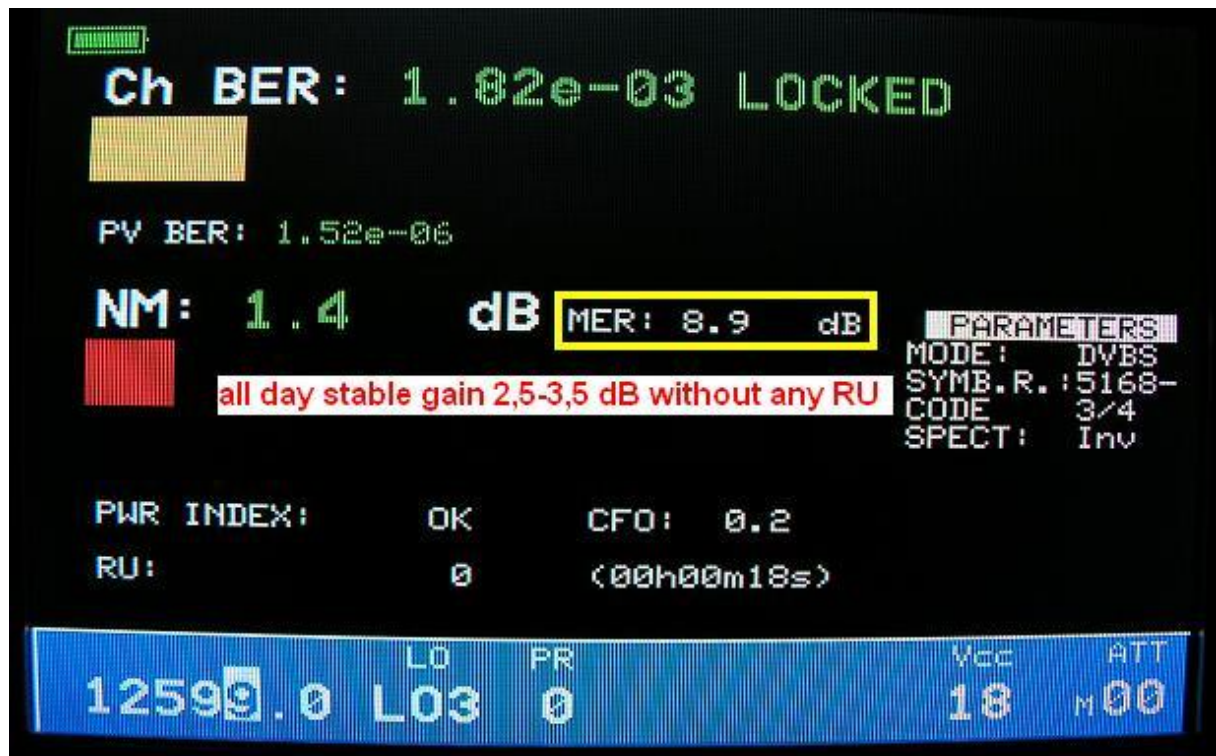 Ch BER: 1.82e-03 LOCKED
PV BER: 1.52e-06
NM: 1.4 dB MER: 8.9 dB
PARAMETERS
MODE: DVBS
SYMB.R.:5168-
CODE 3/4
SPECT: Inv
all day stable gain 2,5-3,5 dB without any RU
PWR INDEX: OK CFO: 0.2
RU: 0 (00h00m18s)
LO PR Vcc ATT
12599.0 LO3 0 18 M00